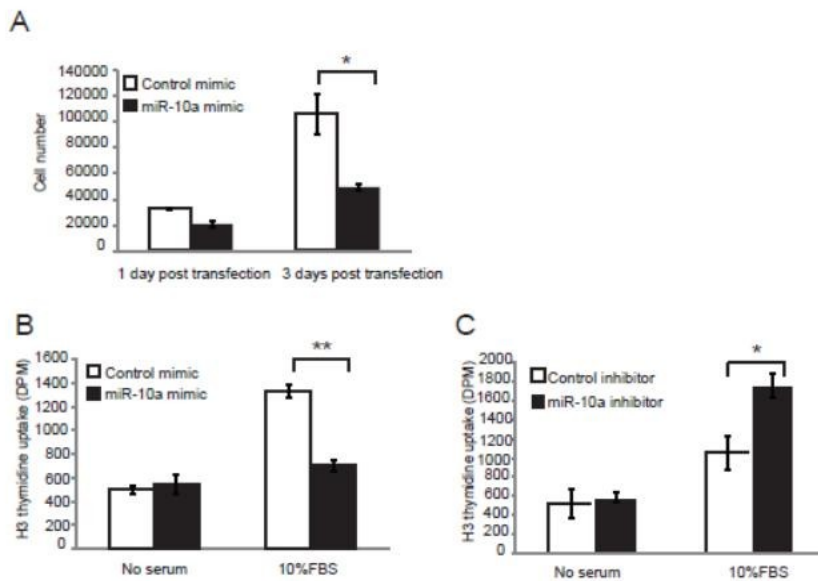 A
140000
120000
100000
80000
60000
40000
20000
0
Cell number
Control mimic
miR-10a mimic
*
1 day post transfection
3 days post transfection
B
1600
1400
1200
1000
800
600
400
200
0
H3 thymidine uptake (DPM)
Control mimic
miR-10a mimic
**
No serum
10%FBS
C
2000
1800
1600
1400
1200
1000
800
600
400
200
0
H3 thymidine uptake (DPM)
Control inhibitor
miR-10a inhibitor
*
No serum
10%FBS